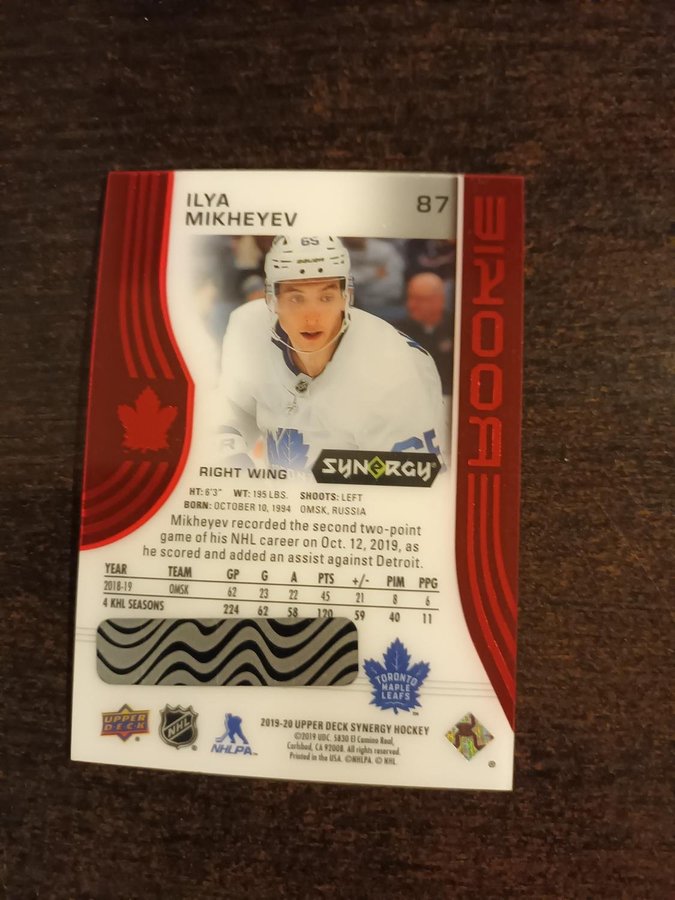 ILYA
MIKHEYEV
87
ROOKIE
65
BAUER
65
R
SYNERGY
RIGHT WING
HT: 6'3" WT: 195 LBS. SHOOTS: LEFT
BORN: OCTOBER 10, 1994 OMSK, RUSSIA
Mikheyev recorded the second two-point
game of his NHL career on Oct. 12, 2019, as
he scored and added an assist against Detroit.
YEAR TEAM GP G A PTS +/- PIM PPG
2018-19 OMSK 62 23 22 45 21 8 6
4 KHL SEASONS 224 62 58 120 59 40 11
TORONTO
MAPLE
LEAFS
TM
UPPER
DECK
NHL
NHLPA
2019-20 UPPER DECK SYNERGY HOCKEY
©2019 UDC. 5830 El Camino Real,
Carlsbad, CA 92008. All rights reserved.
Printed in the USA. ©NHLPA. © NHL.